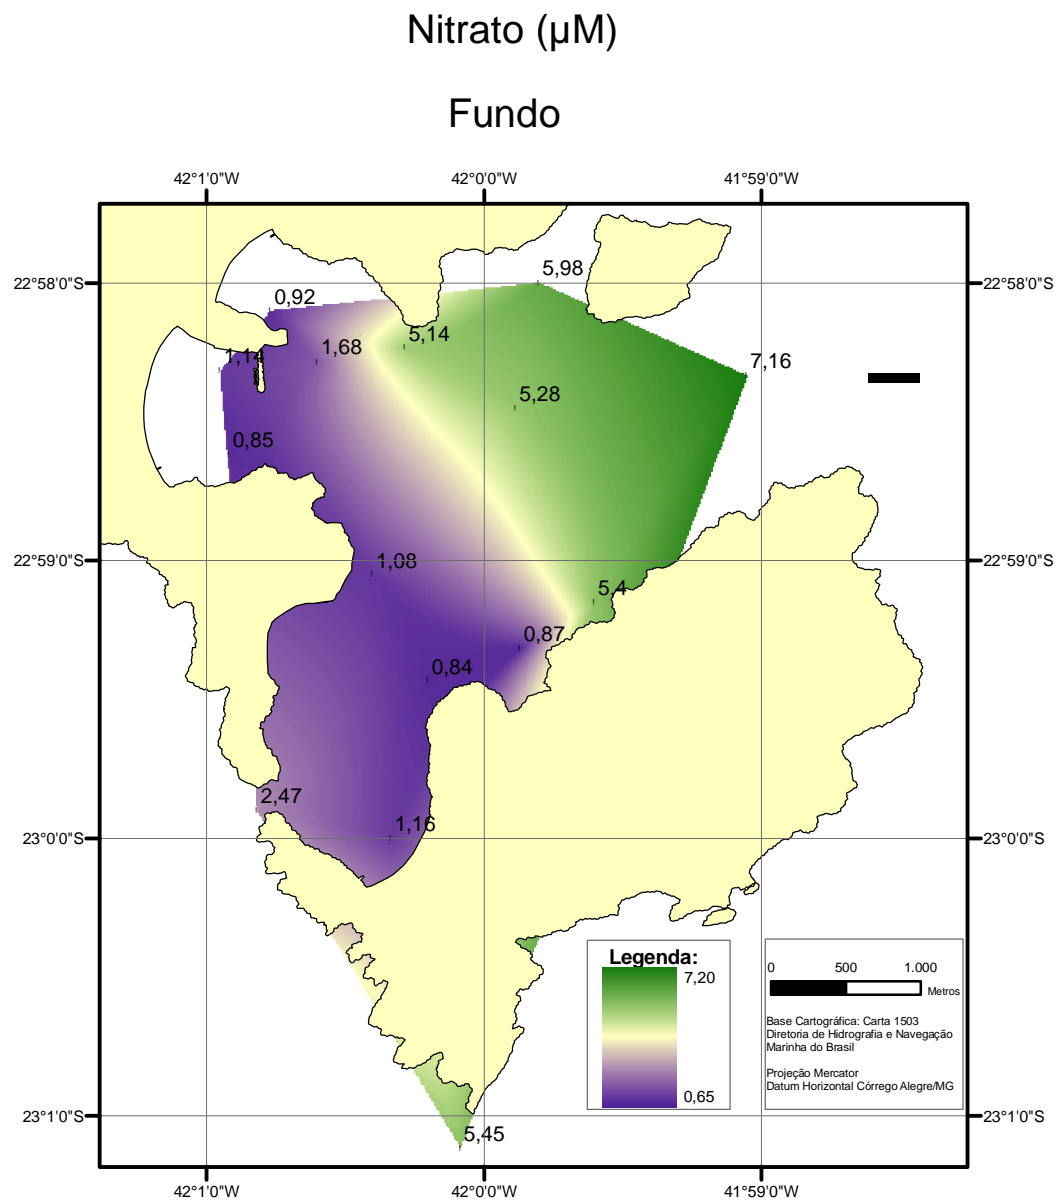 Nitrato (µM)
Fundo
42°1'0"W 42°0'0"W 41°59'0"W
5,98
22°58'0"S 22°58'0"S
0,92
5,14
1,68
1,14
7,16
5,28
0,85
22°59'0"S 1,08 22°59'0"S
5,4
0,87
0,84
2,47
1,16
23°0'0"S 23°0'0"S
Legenda:
7,20
0,65
0 500 1.000
Metros
Base Cartográfica: Carta 1503
Diretoria de Hidrografia e Navegação
Marinha do Brasil
Projeção Mercator
Datum Horizontal Córrego Alegre/MG
23°1'0"S 23°1'0"S
5,45
42°1'0"W 42°0'0"W 41°59'0"W